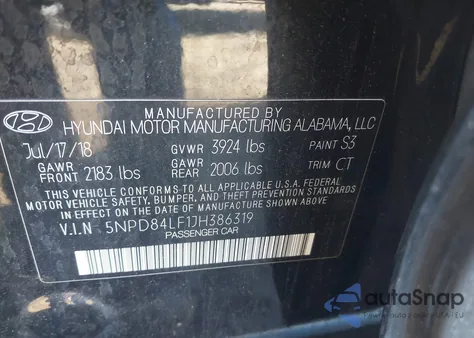 MANUFACTURED BY
HYUNDAI MOTOR MANUFACTURING ALABAMA, LLC
Jul/17/18 GVWR 3924 lbs PAINT S3
GAWR FRONT 2183 lbs GAWR REAR 2006 lbs TRIM CT
THIS VEHICLE CONFORMS TO ALL APPLICABLE U.S.A. FEDERAL
MOTOR VEHICLE SAFETY, BUMPER, AND THEFT PREVENTION STANDARDS
IN EFFECT ON THE DATE OF MANUFACTURE SHOWN ABOVE.
V.I.N : 5NPD84LF1JH386319
PASSENGER CAR
autoSnap